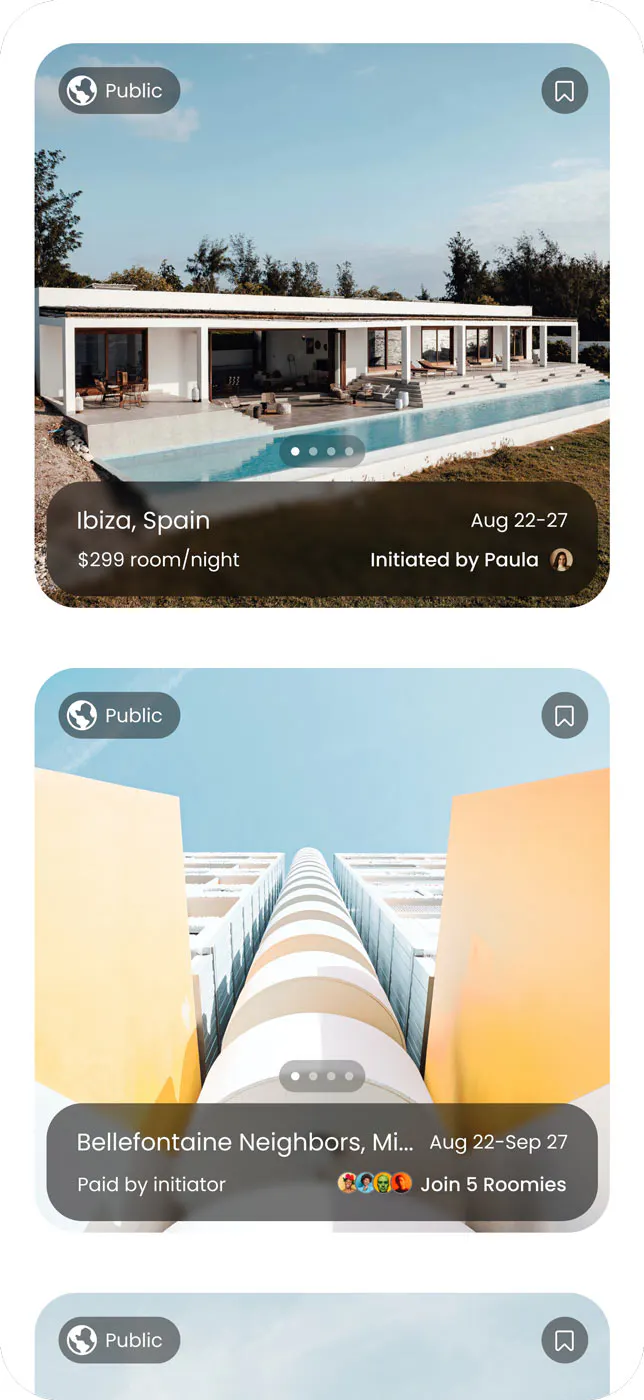 Public
Ibiza, Spain
Aug 22-27
$299 room/night
Initiated by Paula
Public
Bellefontaine Neighbors, Mi...
Aug 22-Sep 27
Paid by initiator
Join 5 Roomies
Public